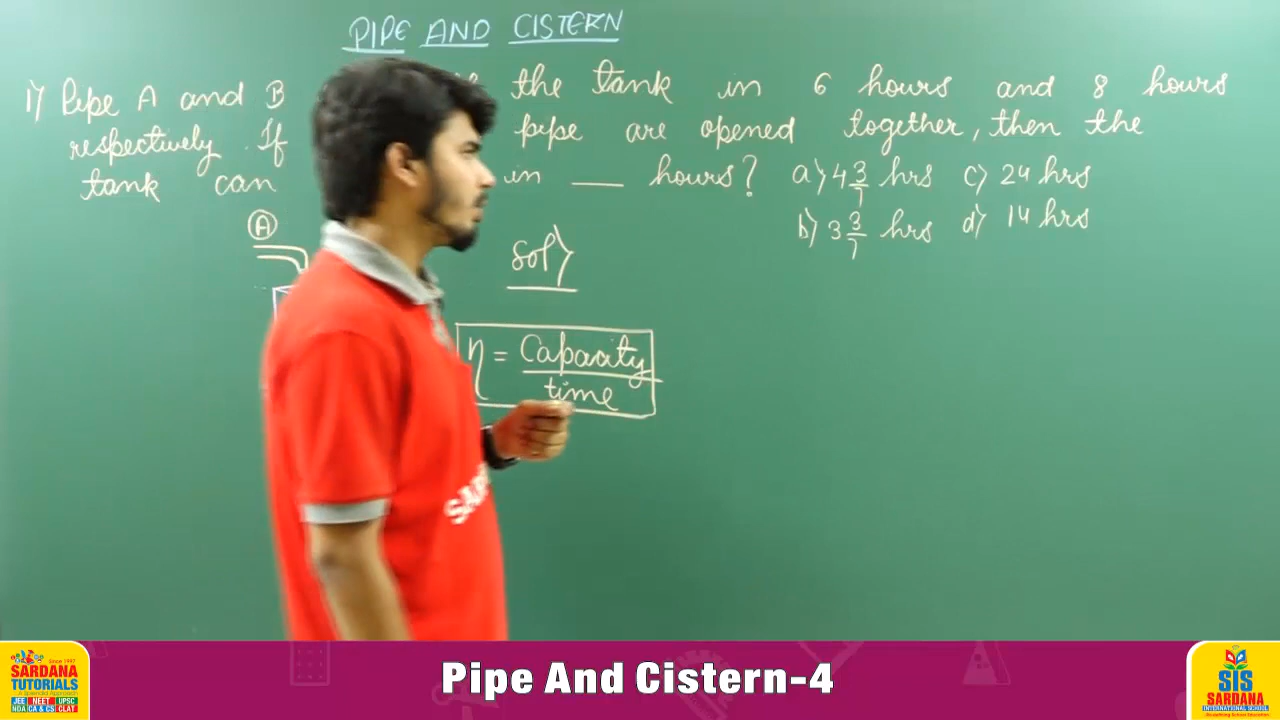 PIPE AND CISTERN
1) Pipe A and B the tank in 6 hours and 8 hours
respectively. If pipe are opened together, then the
tank can in ___ hours? a) 4 3/7 hrs c) 24 hrs
b) 3 3/7 hrs d) 14 hrs
A
Sol)
η = Capacity
time
SAR
Pipe And Cistern-4
Since 1997
SARDANA
TUTORIALS
JEE NEET UPSC
NDA CA & CS CLAT
SIS
SARDANA
INTERNATIONAL SCHOOL